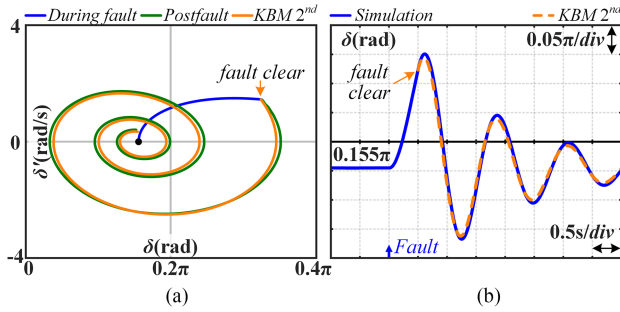 During fault Postfault KBM 2nd
fault clear
4
0
-4
δ'(rad/s)
δ(rad)
0 0.2π 0.4π
(a)
Simulation KBM 2nd
δ(rad) 0.05π/div
fault
clear
0.155π
0.5s/div
Fault
(b)